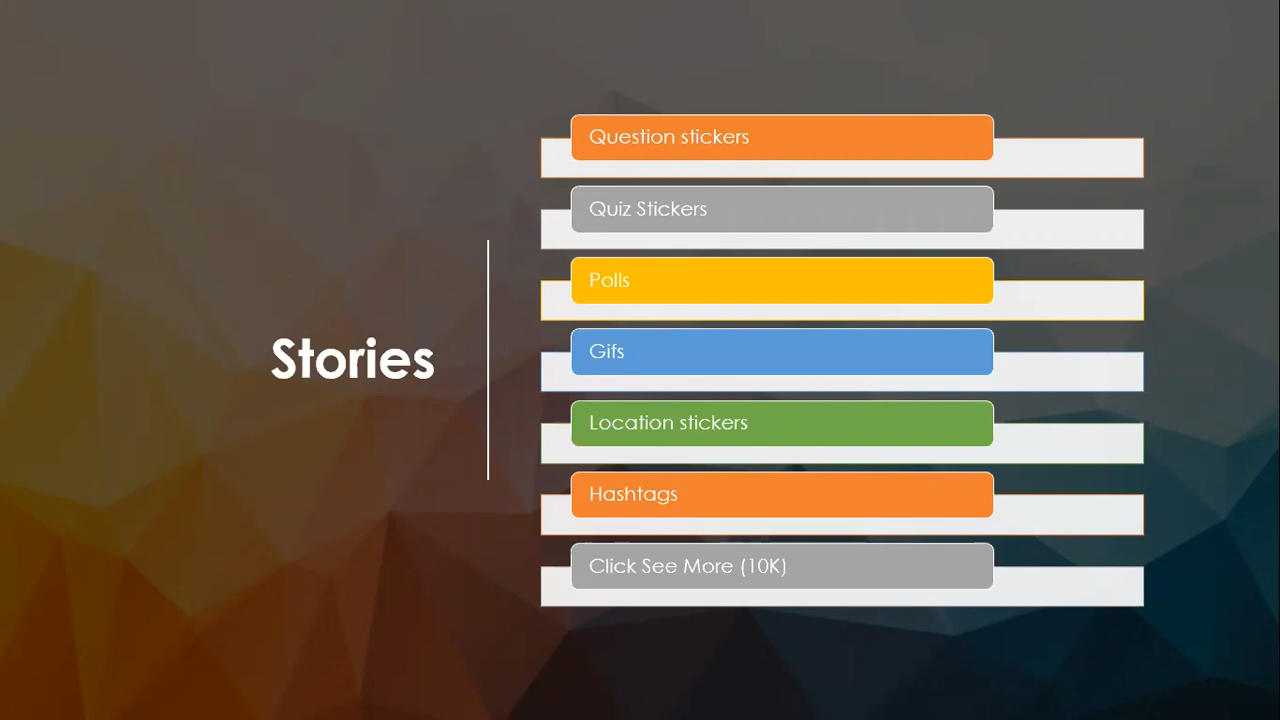 Stories
Question stickers
Quiz Stickers
Polls
Gifs
Location stickers
Hashtags
Click See More (10K)